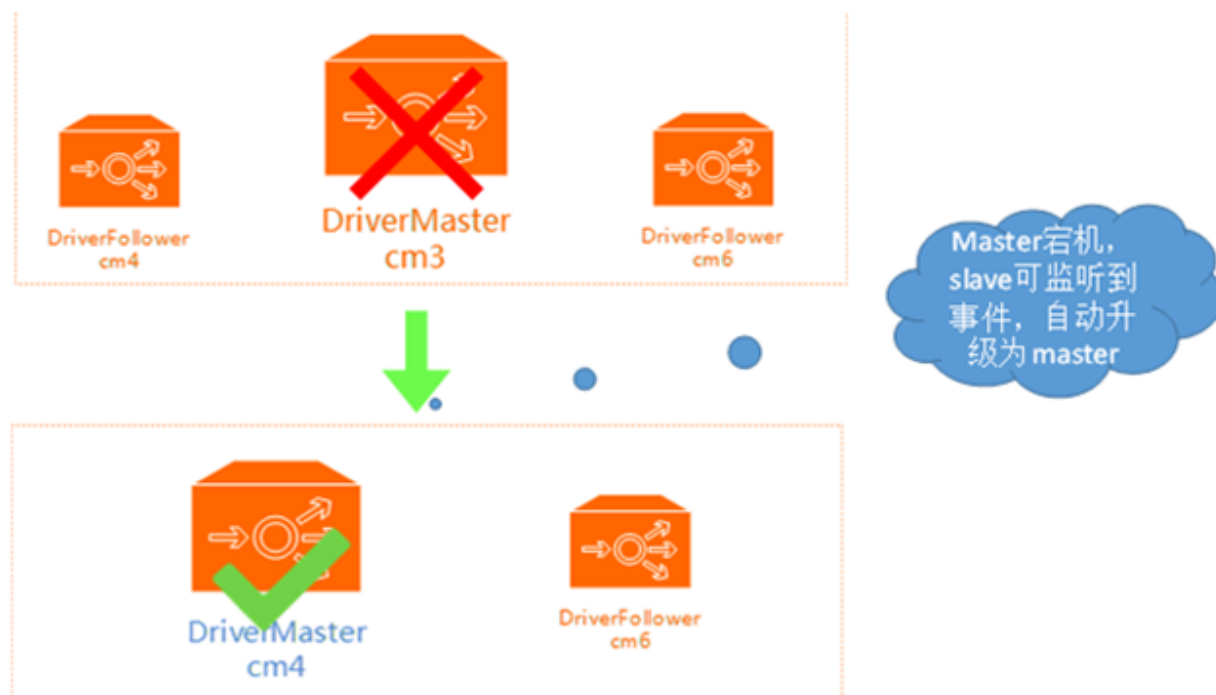 DriverMaster
cm3
DriverFollower
cm4
DriverFollower
cm6
Master宕机，
slave可监听到
事件，自动升
级为 master
DriverMaster
cm4
DriverFollower
cm6